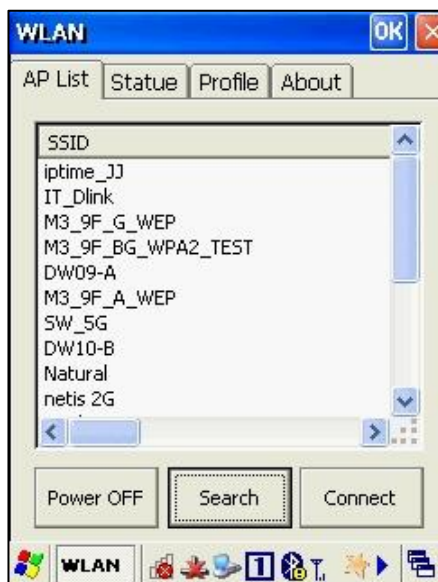 WLAN OK
AP List Statue Profile About
SSID
iptime_JJ
IT_Dlink
M3_9F_G_WEP
M3_9F_BG_WPA2_TEST
DW09-A
M3_9F_A_WEP
SW_5G
DW10-B
Natural
netis 2G
Power OFF Search Connect
WLAN 1